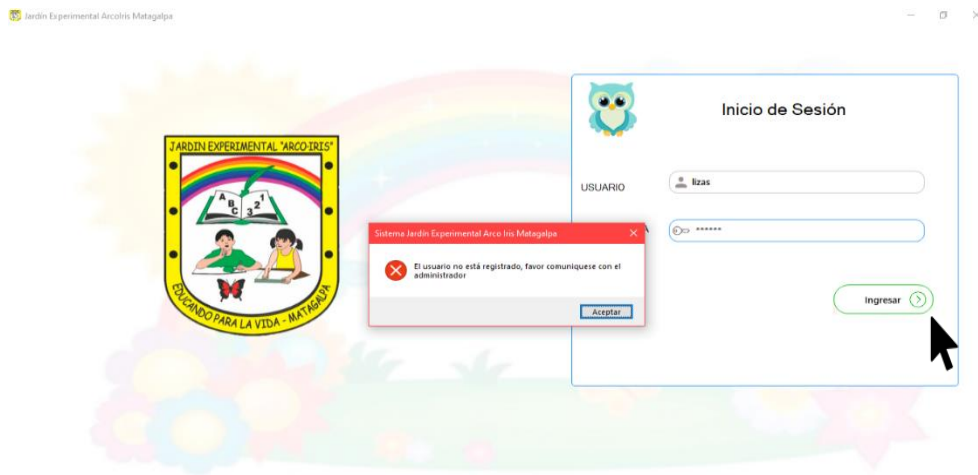 Jardín Experimental ArcoIris Matagalpa
JARDIN EXPERIMENTAL "ARCO-IRIS"
A
B
C
1
2
3
EDUCANDO PARA LA VIDA - MATAGALPA
Inicio de Sesión
USUARIO
lizas
A
******
Sistema Jardín Experimental Arco Iris Matagalpa
El usuario no está registrado, favor comuniquese con el
administrador
Aceptar
Ingresar